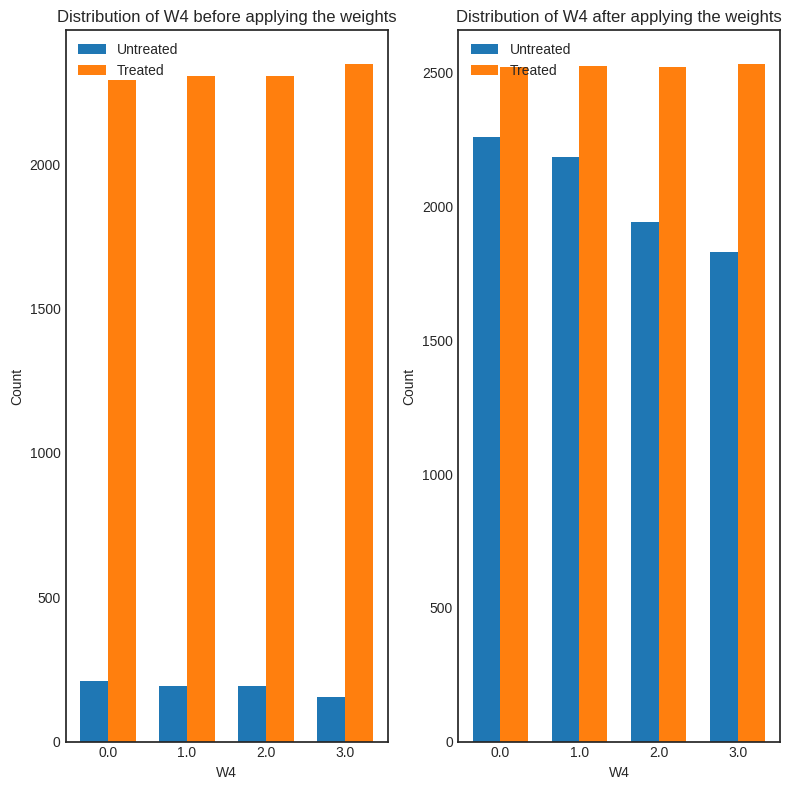 Distribution of W4 before applying the weights
Untreated
Treated
2000
1500
1000
500
0
Count
0.0 1.0 2.0 3.0
W4
Distribution of W4 after applying the weights
Untreated
Treated
2500
2000
1500
1000
500
0
Count
0.0 1.0 2.0 3.0
W4